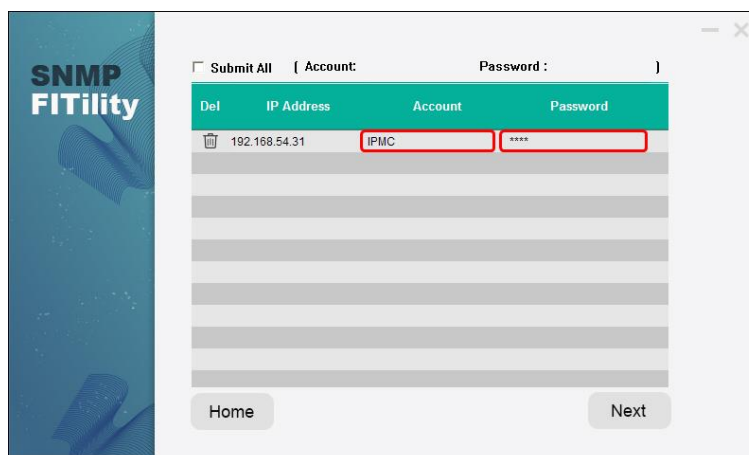 SNMP
FITility
Submit All [ Account: Password : ]
Del IP Address Account Password
192.168.54.31 IPMC ****
Home Next